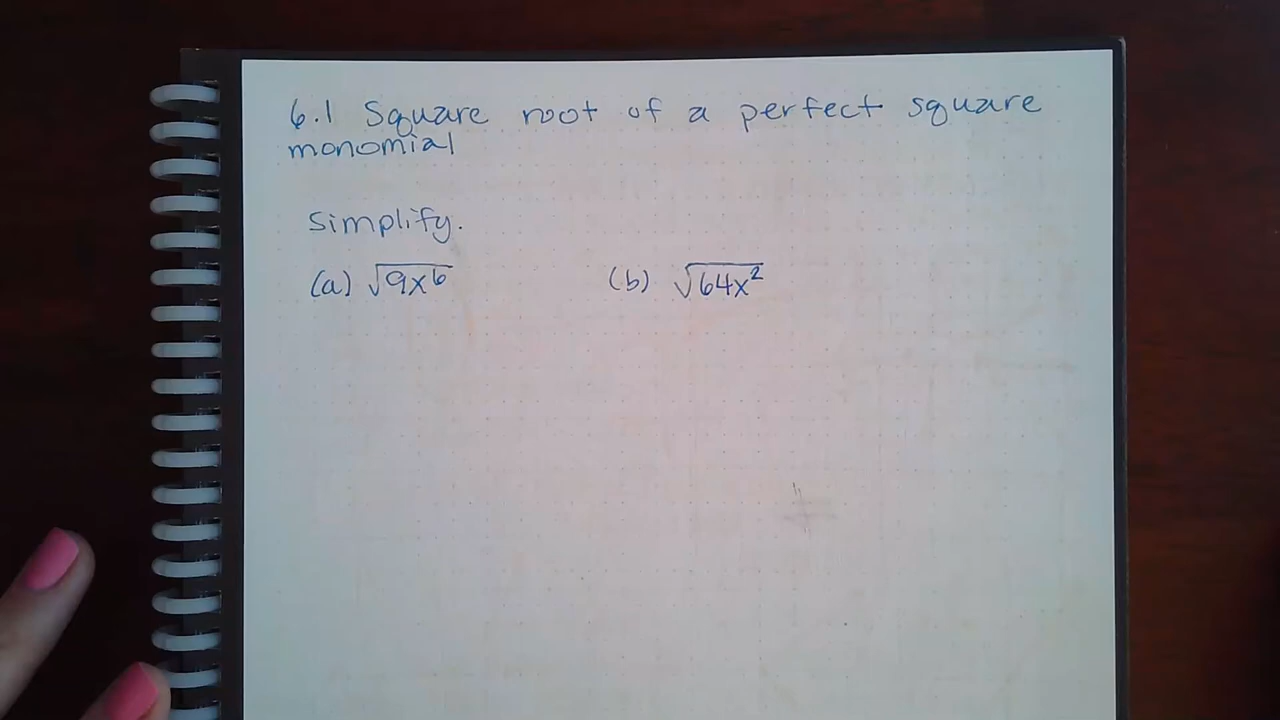 6.1 Square root of a perfect square
monomial
Simplify.
(a) √9x⁶ (b) √64x²